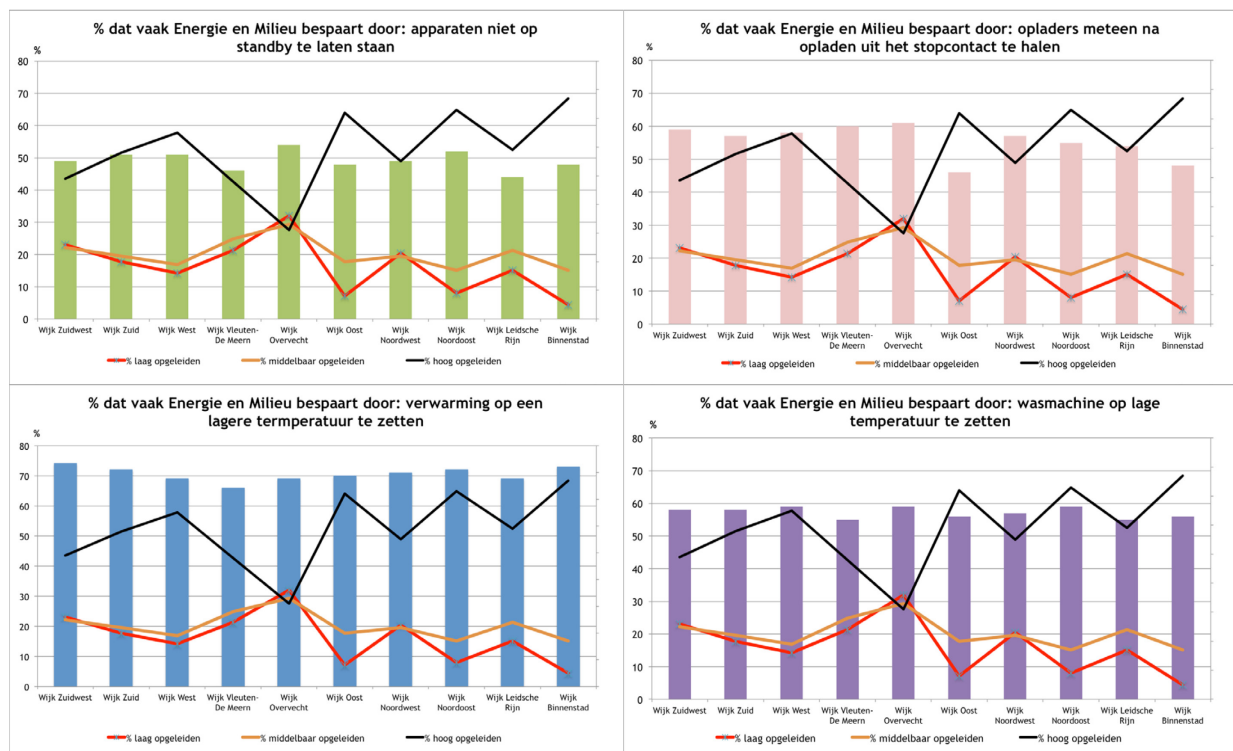 % dat vaak Energie en Milieu bespaart door: apparaten niet op
standby te laten staan
%
80
70
60
50
40
30
20
10
0
Wijk Zuidwest Wijk Zuid Wijk West Wijk Vleuten- Wijk Wijk Oost Wijk Wijk Wijk Leidsche Wijk
De Meern Overvecht Noordwest Noordoost Rijn Binnenstad
% laag opgeleiden % middelbaar opgeleiden % hoog opgeleiden
% dat vaak Energie en Milieu bespaart door: opladers meteen na
opladen uit het stopcontact te halen
%
80
70
60
50
40
30
20
10
0
Wijk Zuidwest Wijk Zuid Wijk West Wijk Vleuten- Wijk Wijk Oost Wijk Wijk Wijk Leidsche Wijk
De Meern Overvecht Noordwest Noordoost Rijn Binnenstad
% laag opgeleiden % middelbaar opgeleiden % hoog opgeleiden
% dat vaak Energie en Milieu bespaart door: verwarming op een
lagere termperatuur te zetten
%
80
70
60
50
40
30
20
10
0
Wijk Zuidwest Wijk Zuid Wijk West Wijk Vleuten- Wijk Wijk Oost Wijk Wijk Wijk Leidsche Wijk
De Meern Overvecht Noordwest Noordoost Rijn Binnenstad
% laag opgeleiden % middelbaar opgeleiden % hoog opgeleiden
% dat vaak Energie en Milieu bespaart door: wasmachine op lage
temperatuur te zetten
%
80
70
60
50
40
30
20
10
0
Wijk Zuidwest Wijk Zuid Wijk West Wijk Vleuten- Wijk Wijk Oost Wijk Wijk Wijk Leidsche Wijk
De Meern Overvecht Noordwest Noordoost Rijn Binnenstad
% laag opgeleiden % middelbaar opgeleiden % hoog opgeleiden